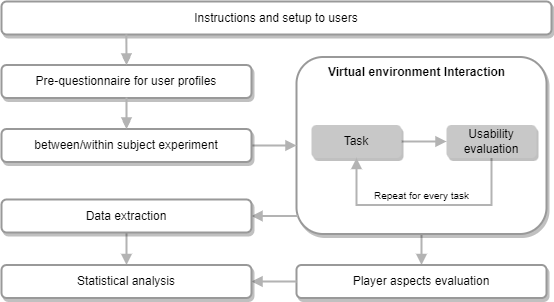 Instructions and setup to users
Pre-questionnaire for user profiles
Virtual environment Interaction
between/within subject experiment
Task
Usability
evaluation
Repeat for every task
Data extraction
Statistical analysis
Player aspects evaluation